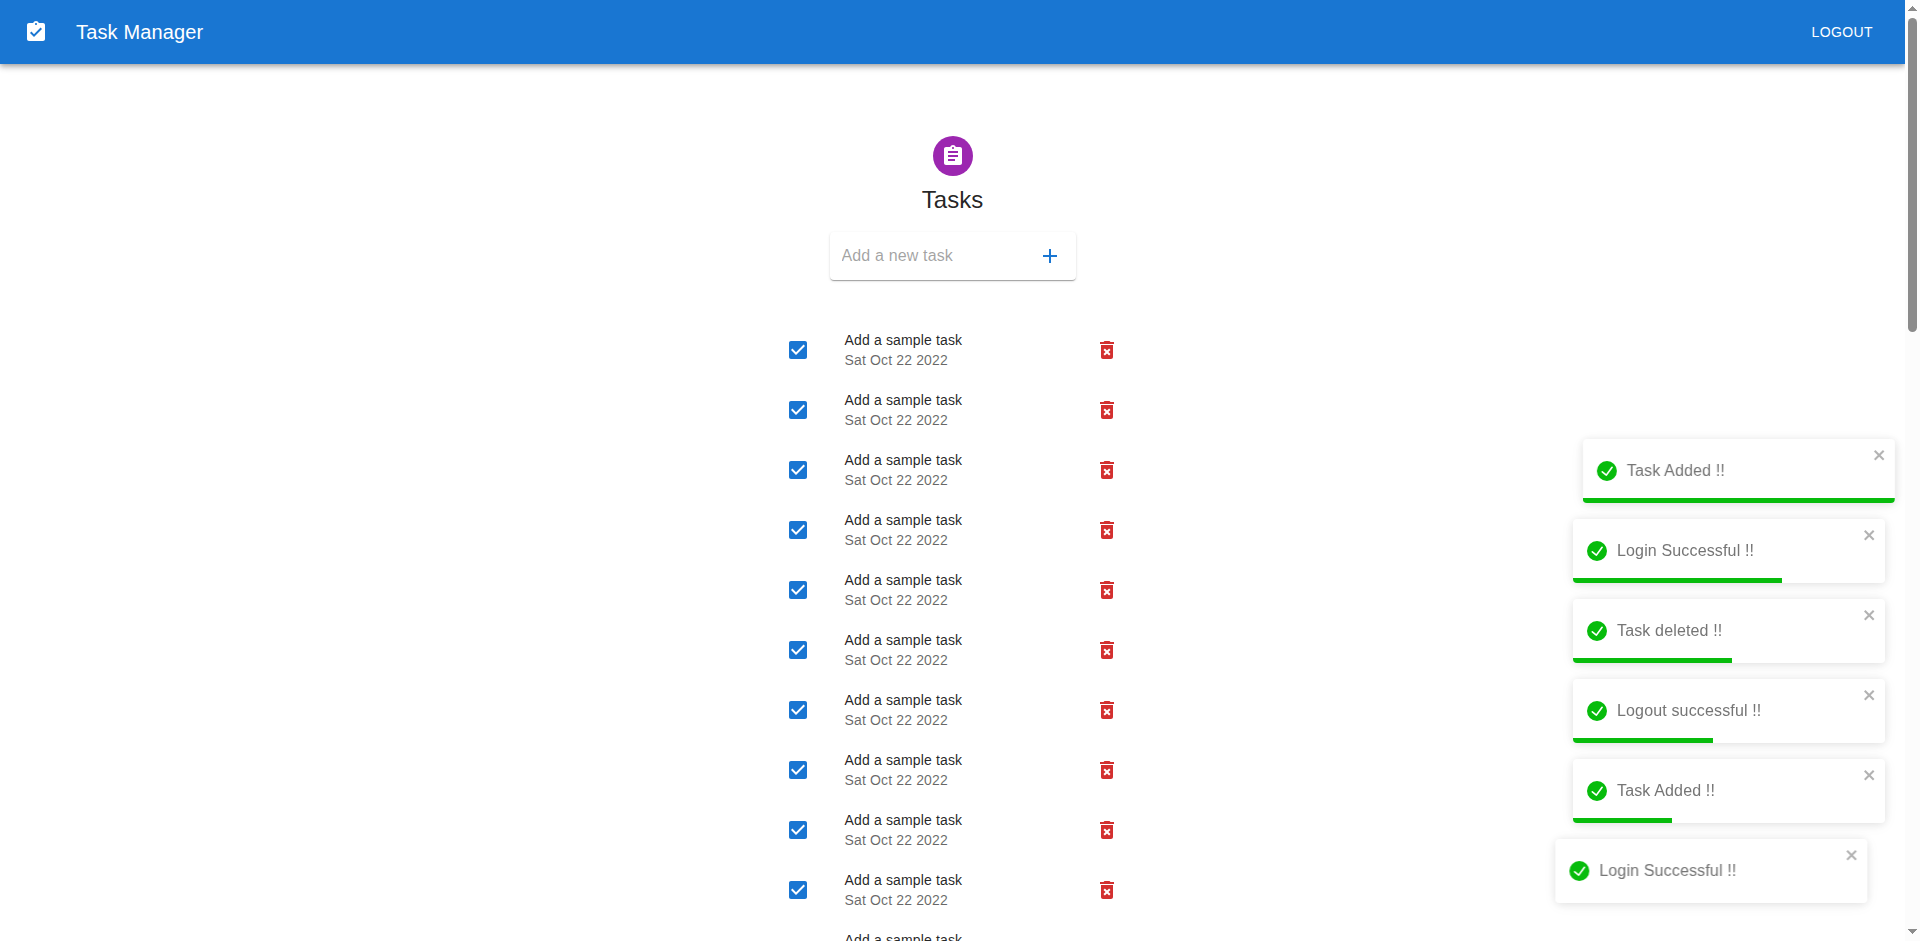 Task Manager
LOGOUT
Tasks
Add a new task
Add a sample task
Sat Oct 22 2022
Add a sample task
Sat Oct 22 2022
Add a sample task
Sat Oct 22 2022
Add a sample task
Sat Oct 22 2022
Add a sample task
Sat Oct 22 2022
Add a sample task
Sat Oct 22 2022
Add a sample task
Sat Oct 22 2022
Add a sample task
Sat Oct 22 2022
Add a sample task
Sat Oct 22 2022
Add a sample task
Sat Oct 22 2022
Add a sample task
Task Added !!
Login Successful !!
Task deleted !!
Logout successful !!
Task Added !!
Login Successful !!